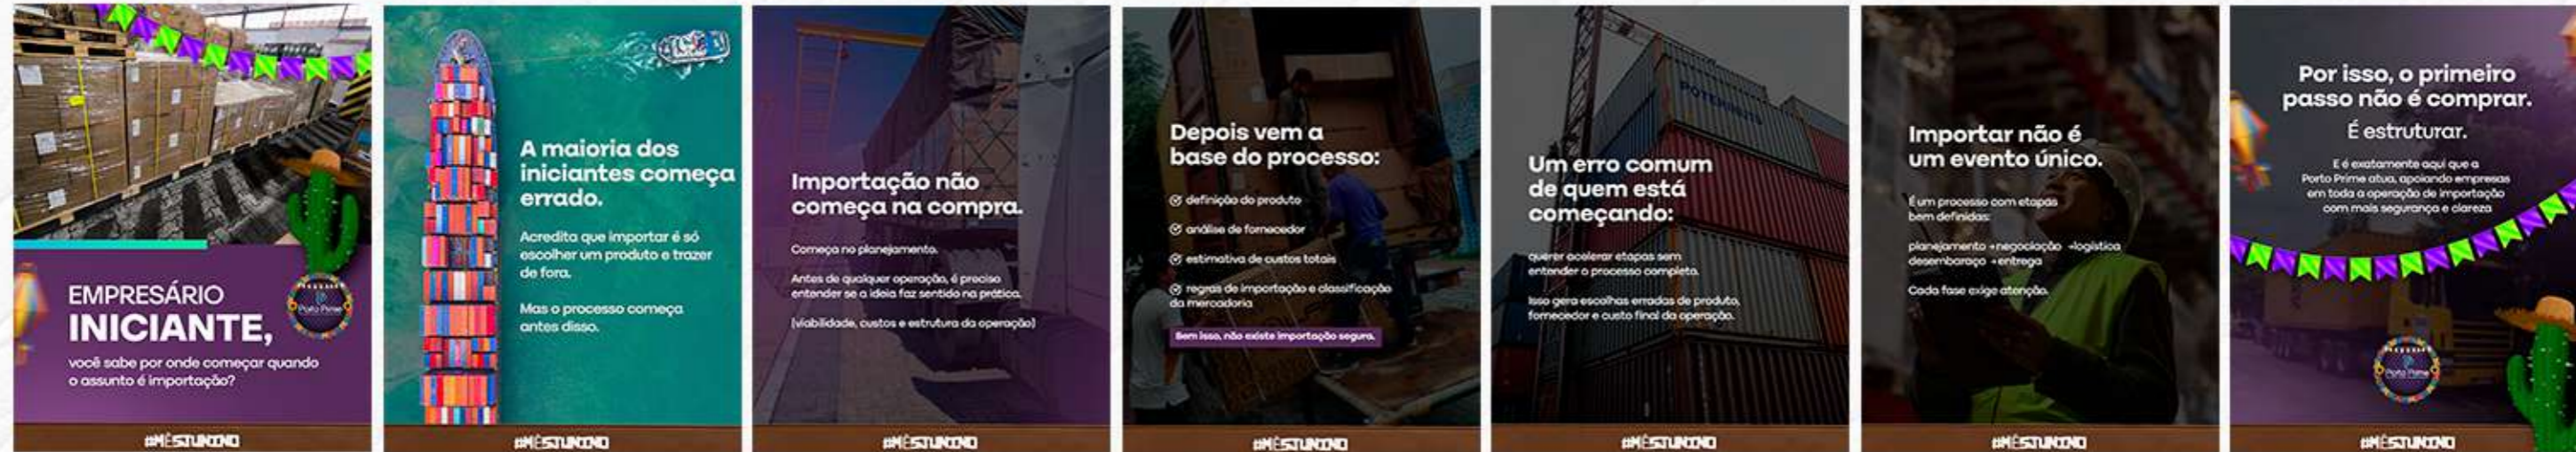 EMPRESÁRIO
INICIANTE,
você sabe por onde começar quando
o assunto é importação?
Porto Prime
#MÊSJUNINO
A maioria dos
iniciantes começa
errado.
Acredita que importar é só
escolher um produto e trazer
de fora.
Mas o processo começa
antes disso.
#MÊSJUNINO
Importação não
começa na compra.
Começa no planejamento.
Antes de qualquer operação, é preciso
entender se a ideia faz sentido na prática.
(viabilidade, custos e estrutura da operação)
#MÊSJUNINO
Depois vem a
base do processo:
definição do produto
análise de fornecedor
estimativa de custos totais
regras de importação e classificação
da mercadoria
Sem isso, não existe importação segura.
#MÊSJUNINO
Um erro comum
de quem está
começando:
querer acelerar etapas sem
entender o processo completo.
Isso gera escolhas erradas de produto,
fornecedor e custo final da operação.
#MÊSJUNINO
Importar não é
um evento único.
É um processo com etapas
bem definidas:
planejamento →negociação →logística
desembaraço →entrega
Cada fase exige atenção.
#MÊSJUNINO
Por isso, o primeiro
passo não é comprar.
É estruturar.
E é exatamente aqui que a
Porto Prime atua, apoiando empresas
em toda a operação de importação
com mais segurança e clareza
Porto Prime
#MÊSJUNINO